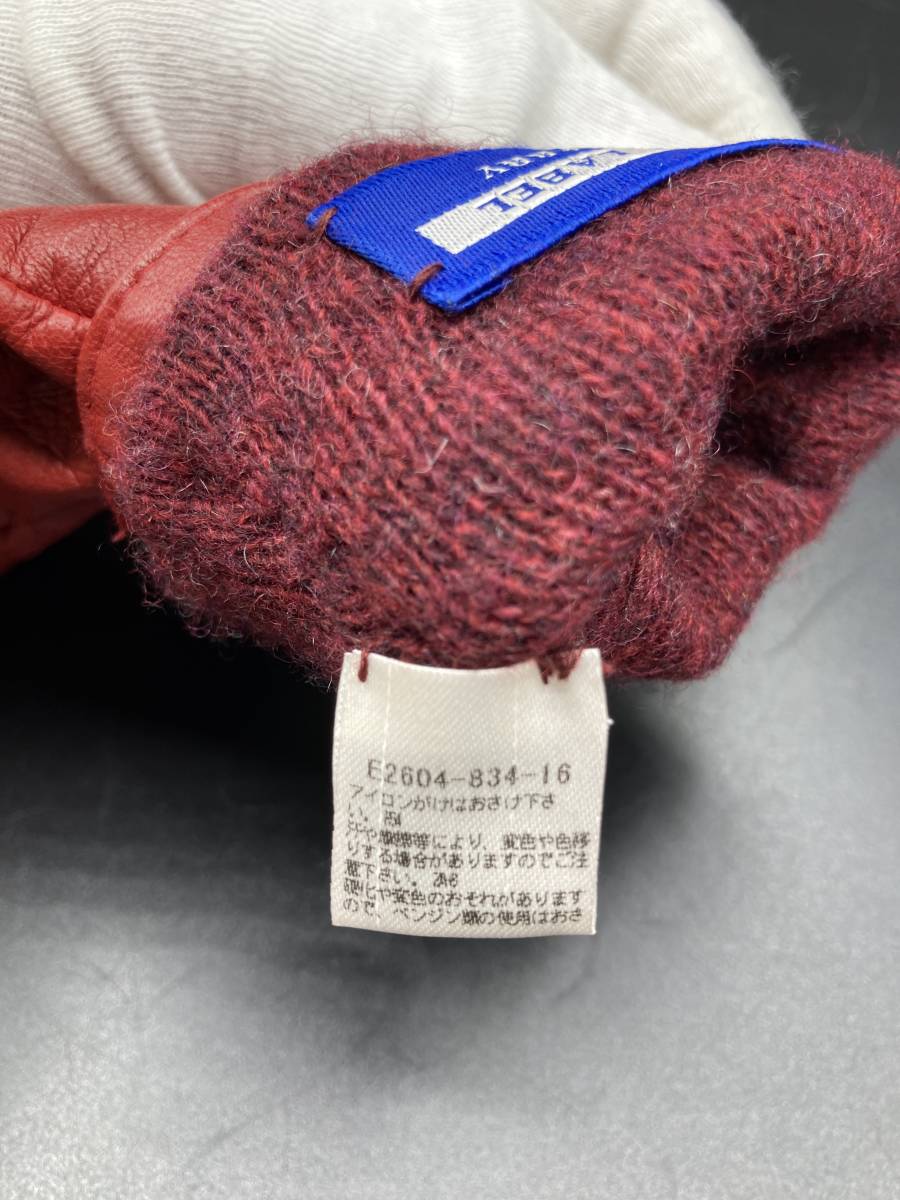 LABEL
E2604-834-16
アイロンがけはおさけ下さ
い。
汗や摩擦等により、変色や色移
りする場合がありますのでご注
意下さい。
硬化や変色のおそれがあります
ので、ベンジン類の使用はおさ